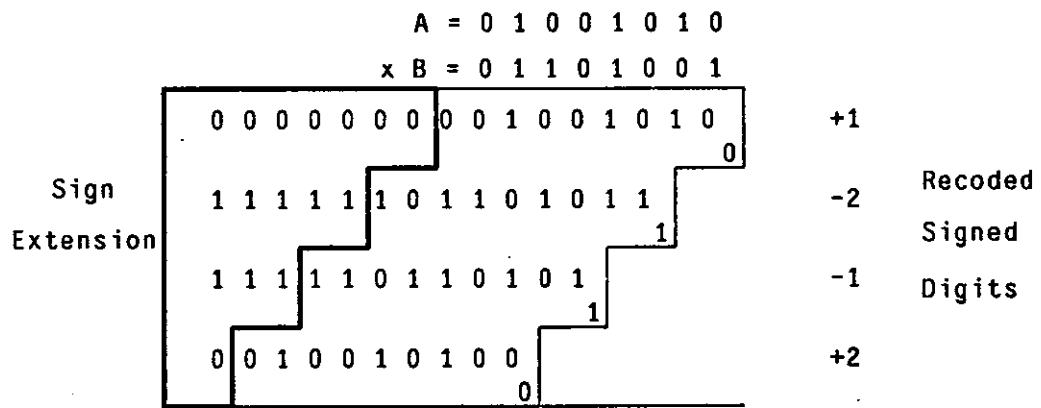 A = 0 1 0 0 1 0 1 0
x B = 0 1 1 0 1 0 0 1
0 0 0 0 0 0 0 0 0 1 0 0 1 0 1 0 +1
0
Sign
Extension
1 1 1 1 1 1 0 1 1 0 1 0 1 1 -2
1
1 1 1 1 1 0 1 1 0 1 0 1 -1
1
0 0 1 0 0 1 0 1 0 0 +2
0
Recoded
Signed
Digits